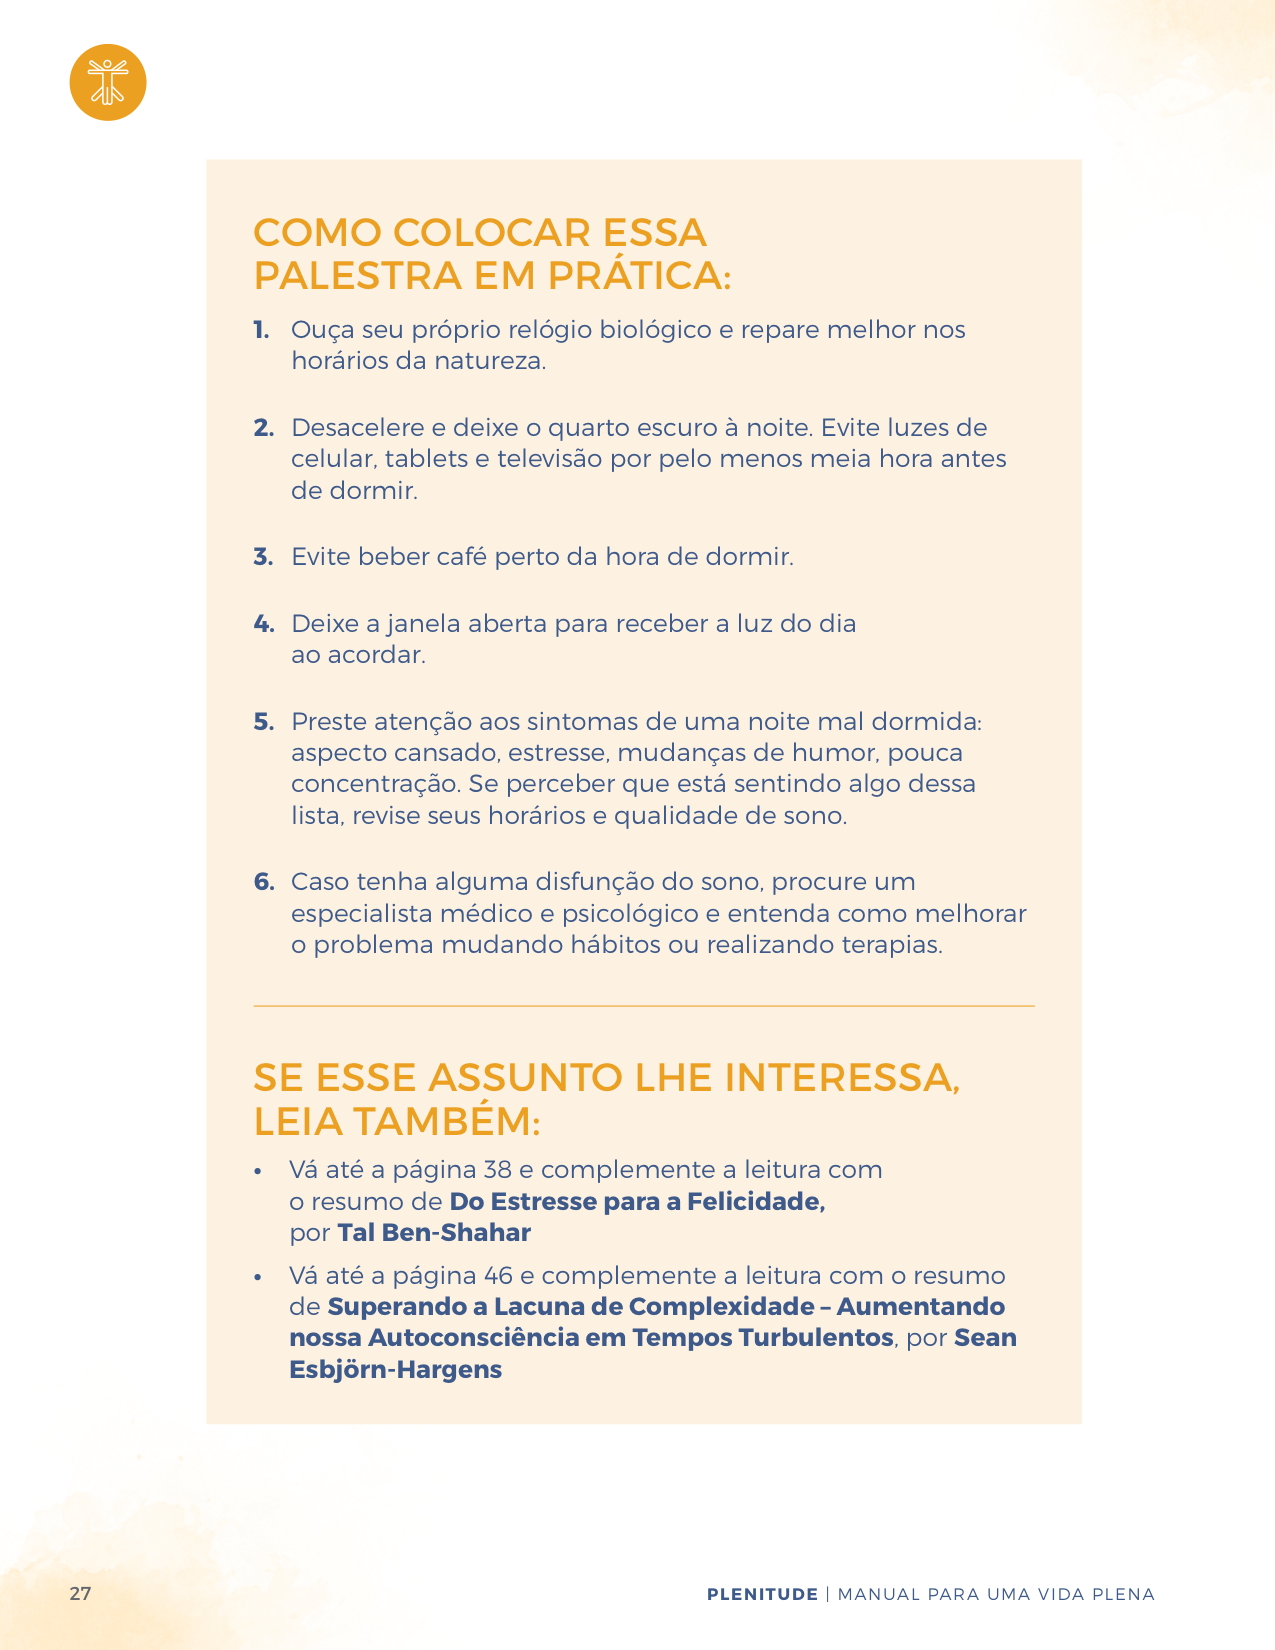 COMO COLOCAR ESSA
PALESTRA EM PRÁTICA:
1. Ouça seu próprio relógio biológico e repare melhor nos
horários da natureza.
2. Desacelere e deixe o quarto escuro à noite. Evite luzes de
celular, tablets e televisão por pelo menos meia hora antes
de dormir.
3. Evite beber café perto da hora de dormir.
4. Deixe a janela aberta para receber a luz do dia
ao acordar.
5. Preste atenção aos sintomas de uma noite mal dormida:
aspecto cansado, estresse, mudanças de humor, pouca
concentração. Se perceber que está sentindo algo dessa
lista, revise seus horários e qualidade de sono.
6. Caso tenha alguma disfunção do sono, procure um
especialista médico e psicológico e entenda como melhorar
o problema mudando hábitos ou realizando terapias.
SE ESSE ASSUNTO LHE INTERESSA,
LEIA TAMBÉM:
• Vá até a página 38 e complemente a leitura com
o resumo de Do Estresse para a Felicidade,
por Tal Ben-Shahar
• Vá até a página 46 e complemente a leitura com o resumo
de Superando a Lacuna de Complexidade – Aumentando
nossa Autoconsciência em Tempos Turbulentos, por Sean
Esbjörn-Hargens
27
PLENITUDE | MANUAL PARA UMA VIDA PLENA